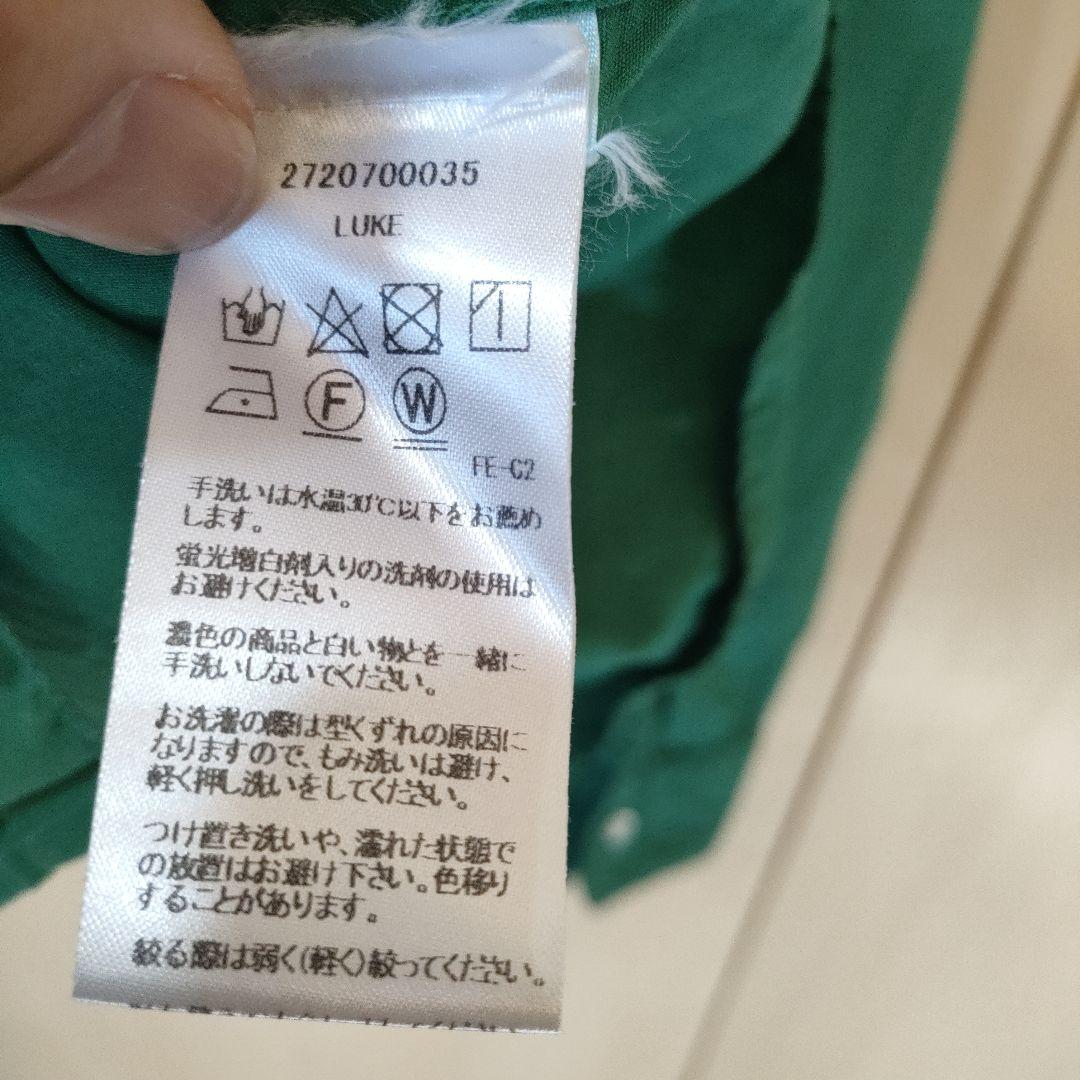 2720700035
LUKE
F
W
FE-C2
手洗いは水温30℃以下をお薦め
します。
蛍光増白剤入りの洗剤の使用は
お避けください。
濃色の商品と白い物とを一緒に
手洗いしないでください。
お洗濯の際は型くずれの原因に
なりますので、もみ洗いは避け、
軽く押し洗いをしてください。
つけ置き洗いや、濡れた状態で
の放置はお避け下さい。色移り
することがあります。
絞る際は弱く(軽く)絞ってください。